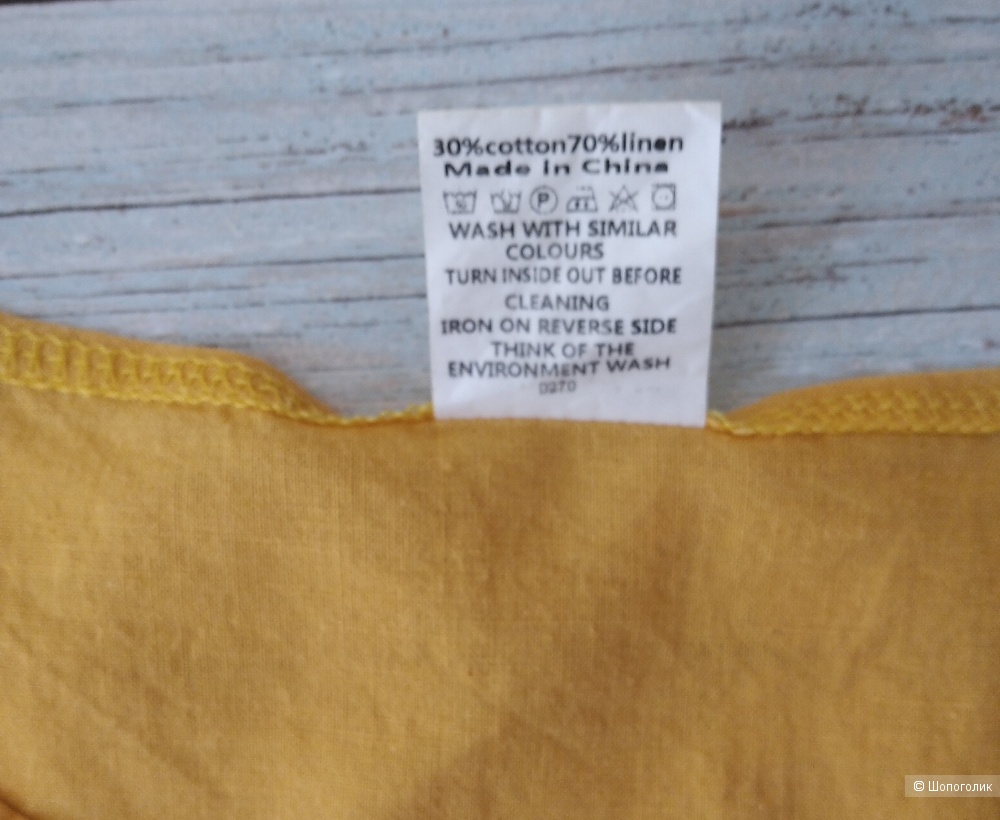 30%cotton70%linen
Made in China
P
WASH WITH SIMILAR
COLOURS
TURN INSIDE OUT BEFORE
CLEANING
IRON ON REVERSE SIDE
THINK OF THE
ENVIRONMENT WASH
0270
© Шопоголик